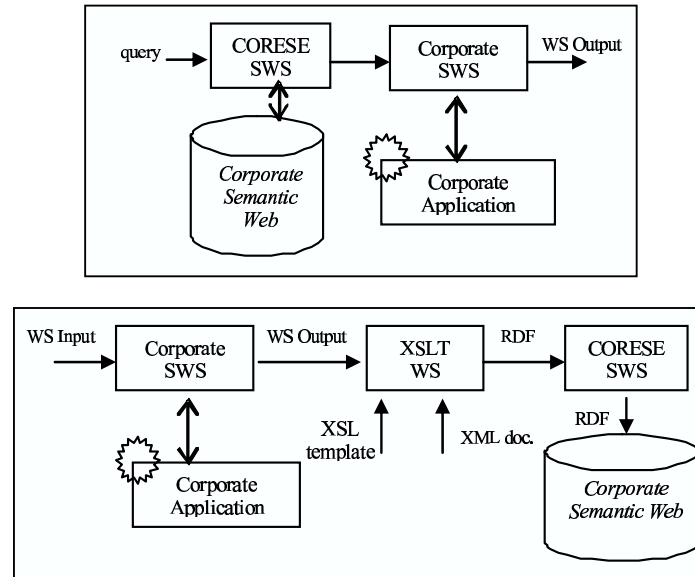 query
CORESE
SWS
Corporate
SWS
WS Output
Corporate
Semantic
Web
Corporate
Application
WS Input
Corporate
SWS
WS Output
XSLT
WS
RDF
CORESE
SWS
XSL
template
XML doc.
RDF
Corporate
Application
Corporate
Semantic Web